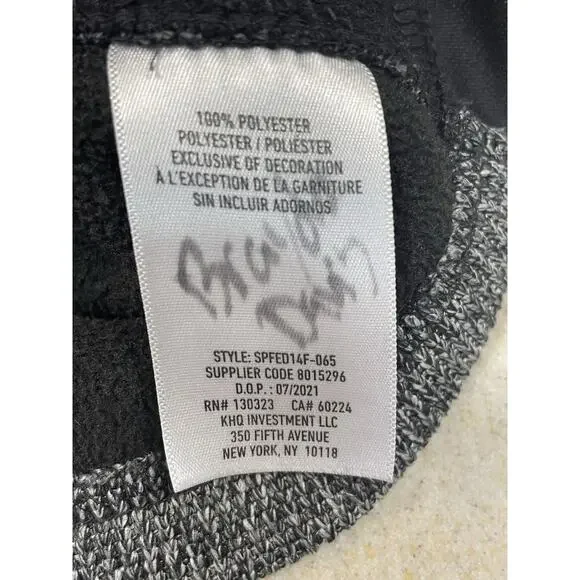 100% POLYESTER
POLYESTER / POLIÉSTER
EXCLUSIVE OF DECORATION
À L'EXCEPTION DE LA GARNITURE
SIN INCLUIR ADORNOS
STYLE: SPFED14F-065
SUPPLIER CODE 8015296
D.O.P. : 07/2021
RN# 130323 CA# 60224
KHQ INVESTMENT LLC
350 FIFTH AVENUE
NEW YORK, NY 10118